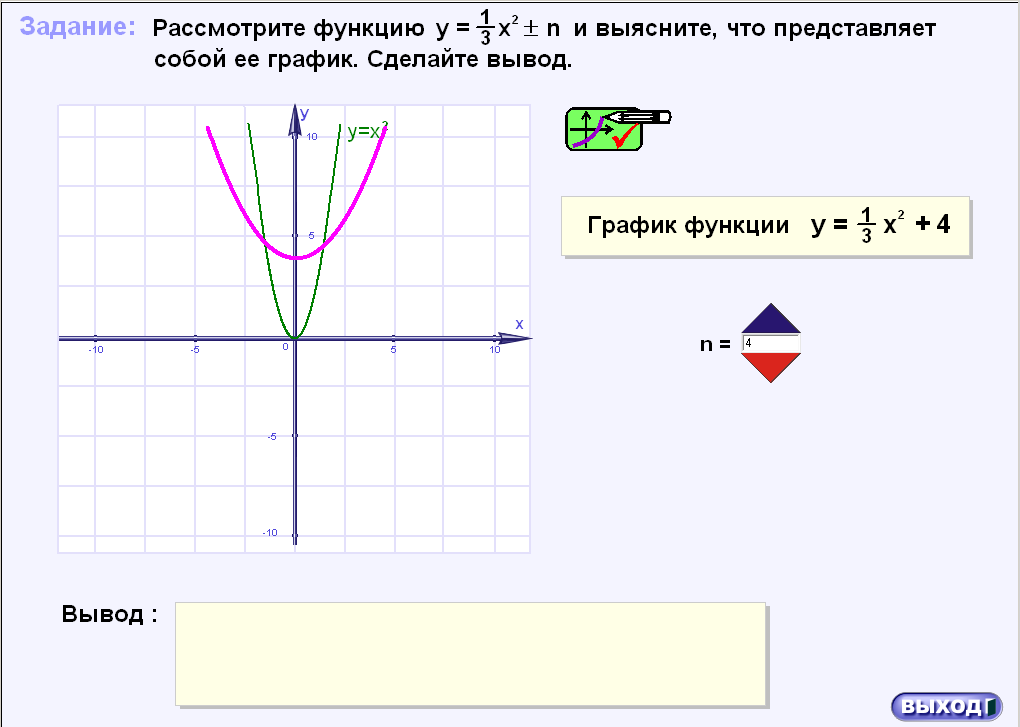 Задание: Рассмотрите функцию y = 1/3 x² ± n и выясните, что представляет
собой ее график. Сделайте вывод.
y
10
y=x²
График функции y = 1/3 x² + 4
5
x
n = 4
-10 -5 0 5 10
-5
-10
Вывод :
выход